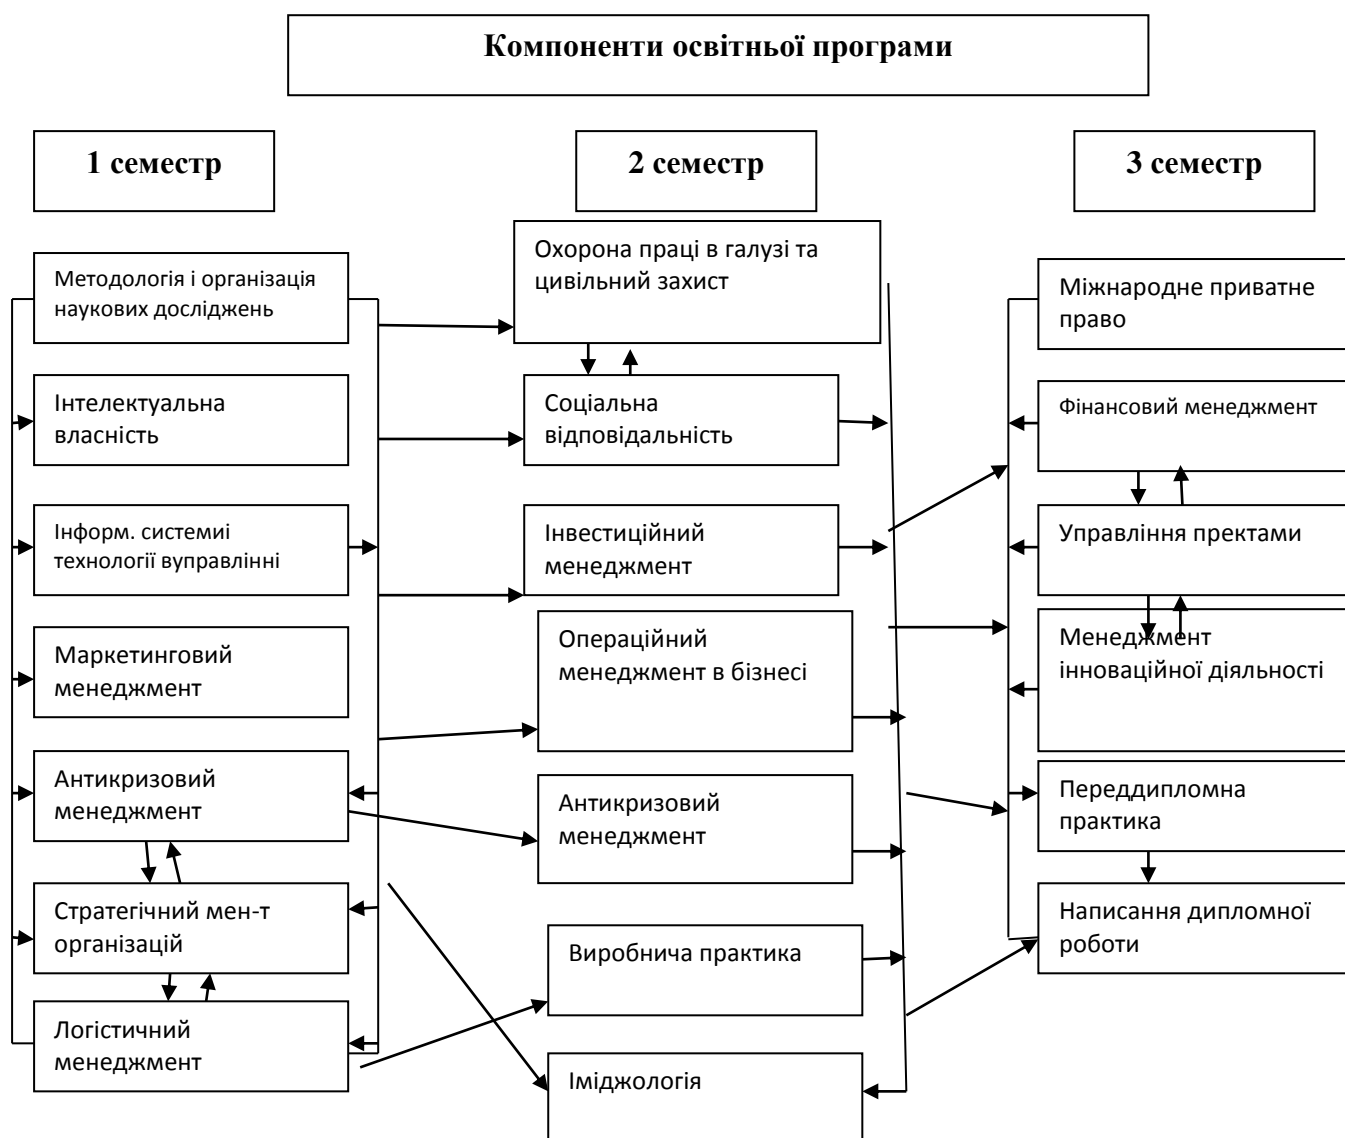 Компоненти освітньої програми
1 семестр
2 семестр
3 семестр
Методологія і організація
наукових досліджень
Інтелектуальна
власність
Інформ. системиі
технології вуправлінні
Маркетинговий
менеджмент
Антикризовий
менеджмент
Стратегічний мен-т
організацій
Логістичний
менеджмент
Охорона праці в галузі та
цивільний захист
Соціальна
відповідальність
Інвестиційний
менеджмент
Операційний
менеджмент в бізнесі
Антикризовий
менеджмент
Виробнича практика
Іміджологія
Міжнародне приватне
право
Фінансовий менеджмент
Управління пректами
Менеджмент
інноваційної діяльності
Переддипломна
практика
Написання дипломної
роботи